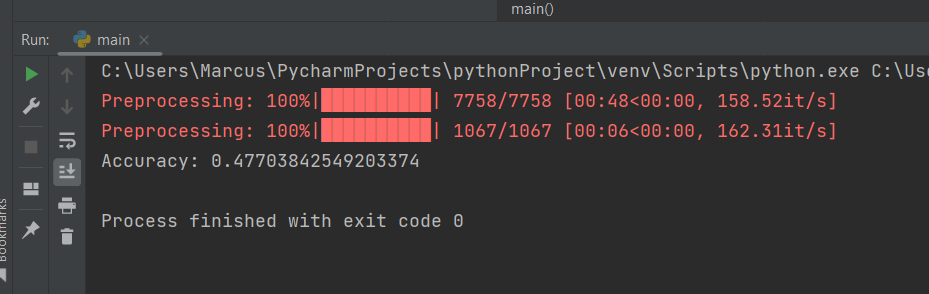 main()
Run: main
C:\Users\Marcus\PycharmProjects\pythonProject\venv\Scripts\python.exe C:\Use
Preprocessing: 100%|██████████| 7758/7758 [00:48<00:00, 158.52it/s]
Preprocessing: 100%|██████████| 1067/1067 [00:06<00:00, 162.31it/s]
Accuracy: 0.47703842549203374
Process finished with exit code 0
Bookmarks